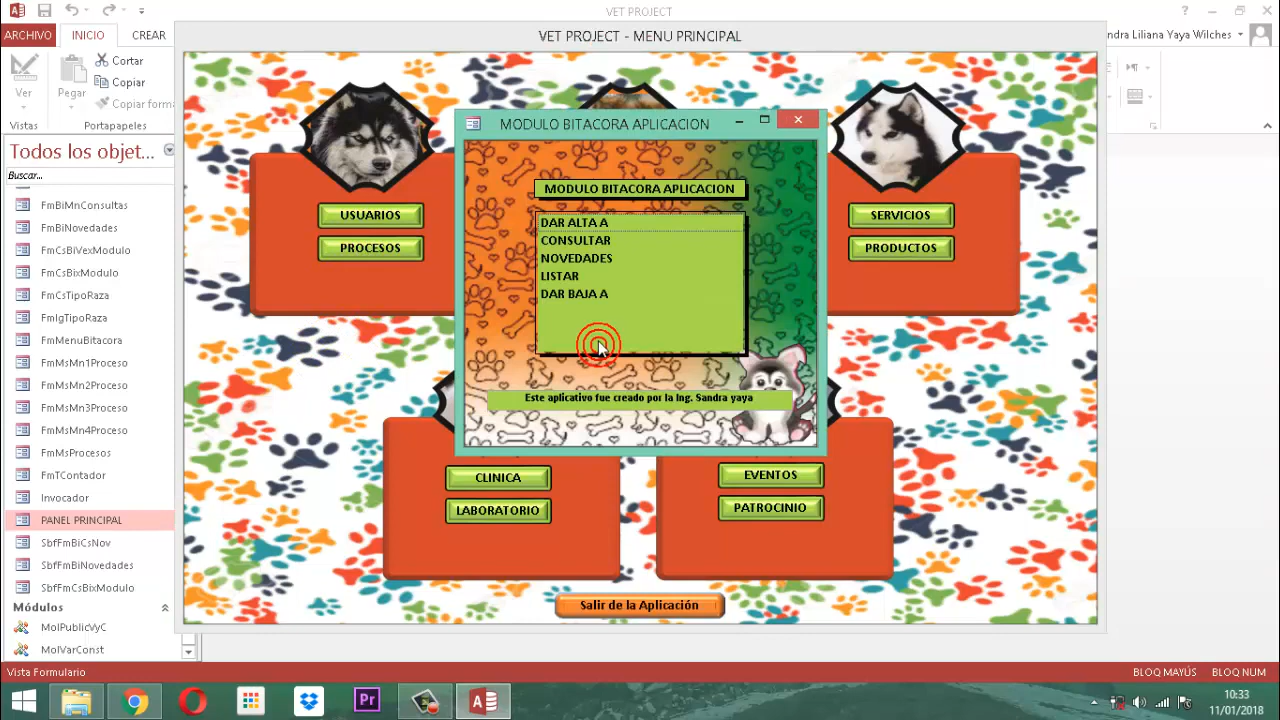 VET PROJECT
?
ARCHIVO
INICIO
CREAR
ndra Liliana Yaya Wilches
Ver
Pegar
Cortar
Copiar
Copiar form
Vistas
Portapapeles
VET PROJECT - MENU PRINCIPAL
Todos los objet...
Buscar...
FmBiMnConsultas
FmBiNovedades
FmCsBiVexModulo
FmCsBixModulo
FmCsTipoRaza
FmIgTipoRaza
FmMenuBitacora
FmMsMn1Proceso
FmMsMn2Proceso
FmMsMn3Proceso
FmMsMn4Proceso
FmMsProcesos
FmTContador
Invocador
PANEL PRINCIPAL
SbfFmBiCsNov
SbfFmBiNovedades
SbfFmCsBixModulo
Módulos
MolPublicVyC
MolVarConst
USUARIOS
PROCESOS
SERVICIOS
PRODUCTOS
MODULO BITACORA APLICACION
MODULO BITACORA APLICACION
DAR ALTA A
CONSULTAR
NOVEDADES
LISTAR
DAR BAJA A
Este aplicativo fue creado por la Ing. Sandra yaya
CLINICA
LABORATORIO
EVENTOS
PATROCINIO
Salir de la Aplicación
Vista Formulario
BLOQ MAYÚS
BLOQ NUM
Pr
10:33
11/01/2018